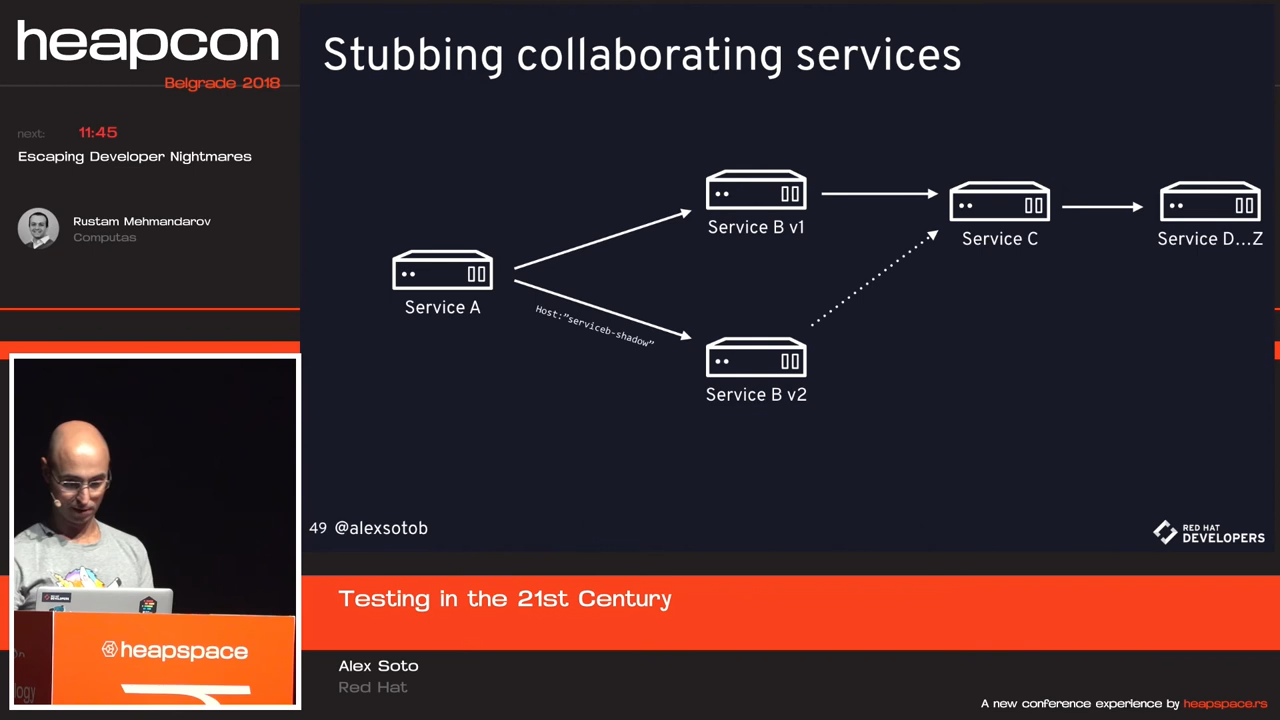 heapcon
Belgrade 2018
next: 11:45
Escaping Developer Nightmares
Rustam Mehmandarov
Computas
Stubbing collaborating services
Service A
Host:"serviceb-shadow"
Service B v1
Service B v2
Service C
Service D...Z
49 @alexsotob
RED HAT
DEVELOPERS
heapspace
Testing in the 21st Century
Alex Soto
Red Hat
A new conference experience by heapspace.rs